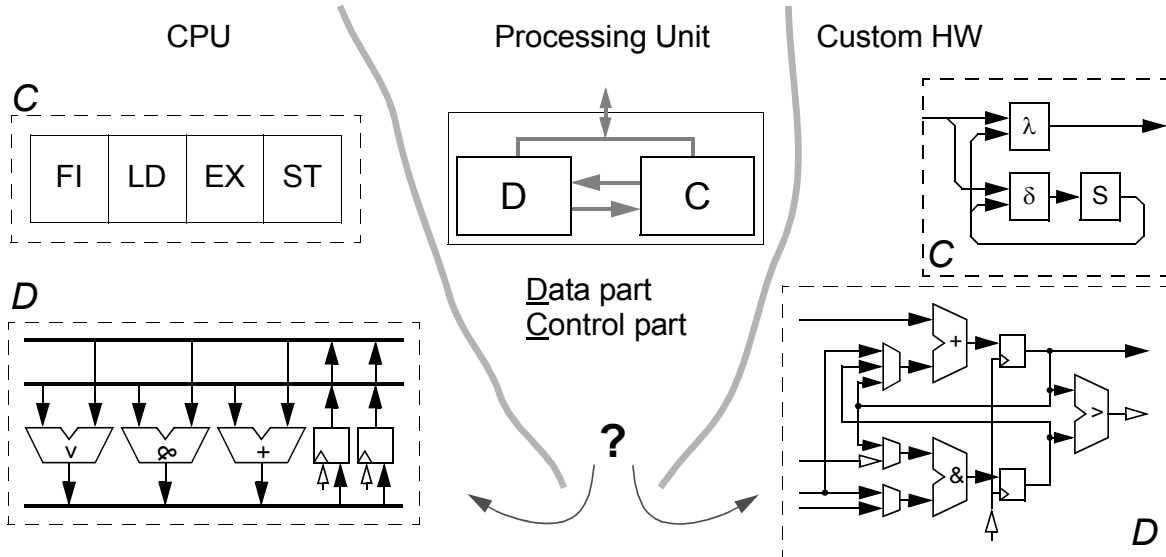 CPU
Processing Unit
Custom HW
C
FI LD EX ST
D C
λ
δ S
C
Data part
Control part
D
+
>
&
D
v
+
?